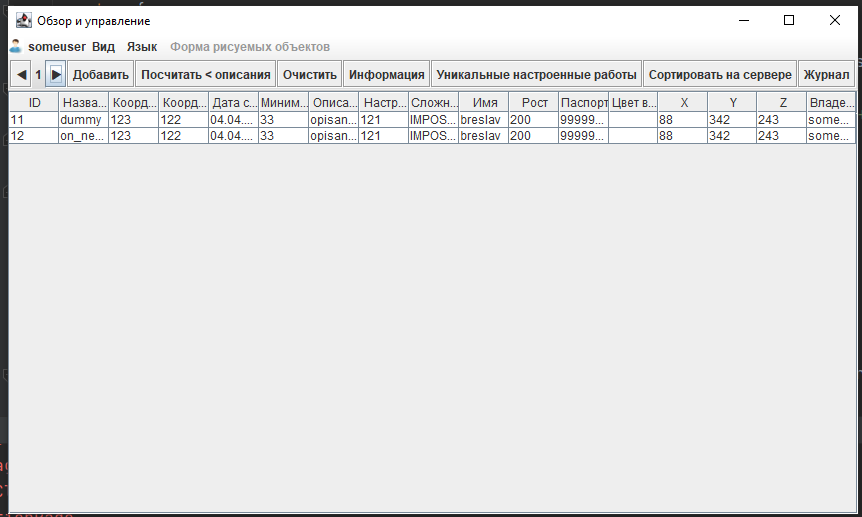 Обзор и управление
someuser Вид Язык Форма рисуемых объектов
1 Добавить Посчитать < описания Очистить Информация Уникальные настроенные работы Сортировать на сервере Журнал
ID Назва... Коорд... Коорд... Дата с... Миним... Описа... Настр... Сложн... Имя Рост Паспорт Цвет в... X Y Z Владе...
11 dummy 123 122 04.04.... 33 opisan... 121 IMPOS... breslav 200 99999... 88 342 243 some...
12 on_ne... 123 122 04.04.... 33 opisan... 121 IMPOS... breslav 200 99999... 88 342 243 some...